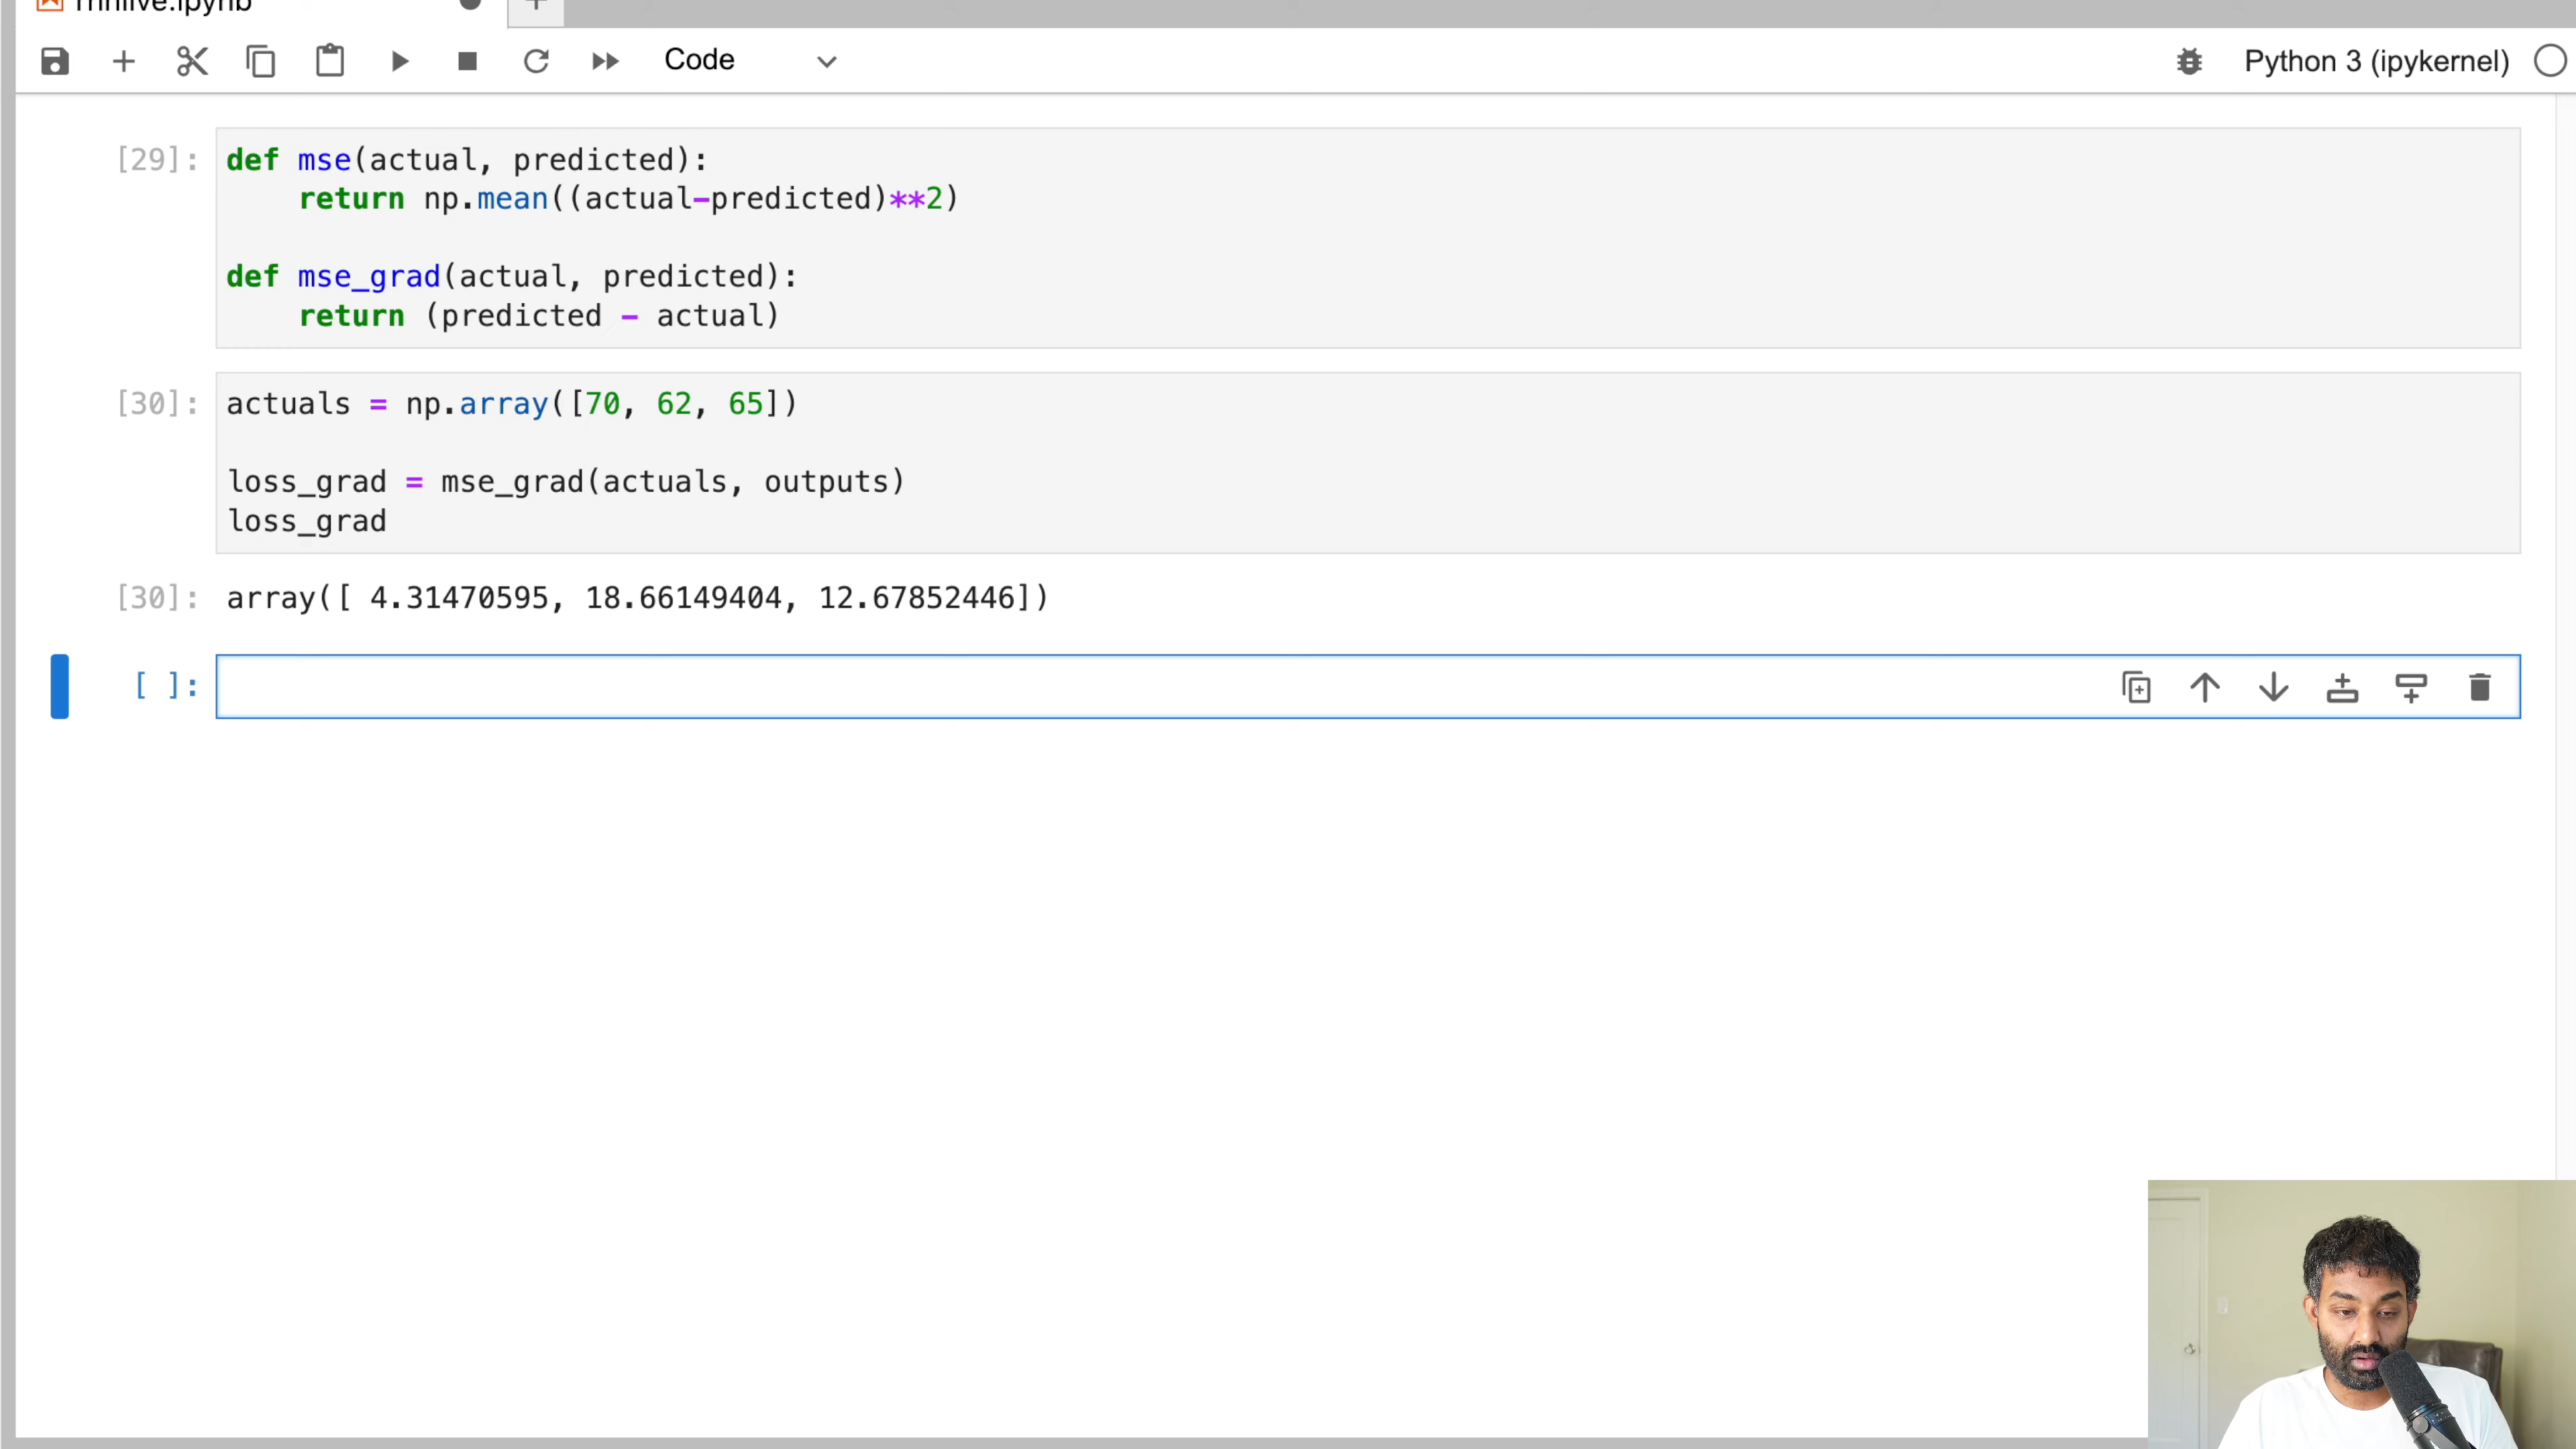 rnnlive.ipynb
Code
Python 3 (ipykernel)
[29]:
def mse(actual, predicted):
    return np.mean((actual-predicted)**2)
def mse_grad(actual, predicted):
    return (predicted - actual)
[30]:
actuals = np.array([70, 62, 65])
loss_grad = mse_grad(actuals, outputs)
loss_grad
[30]:
array([ 4.31470595, 18.66149404, 12.67852446])
[ ]: